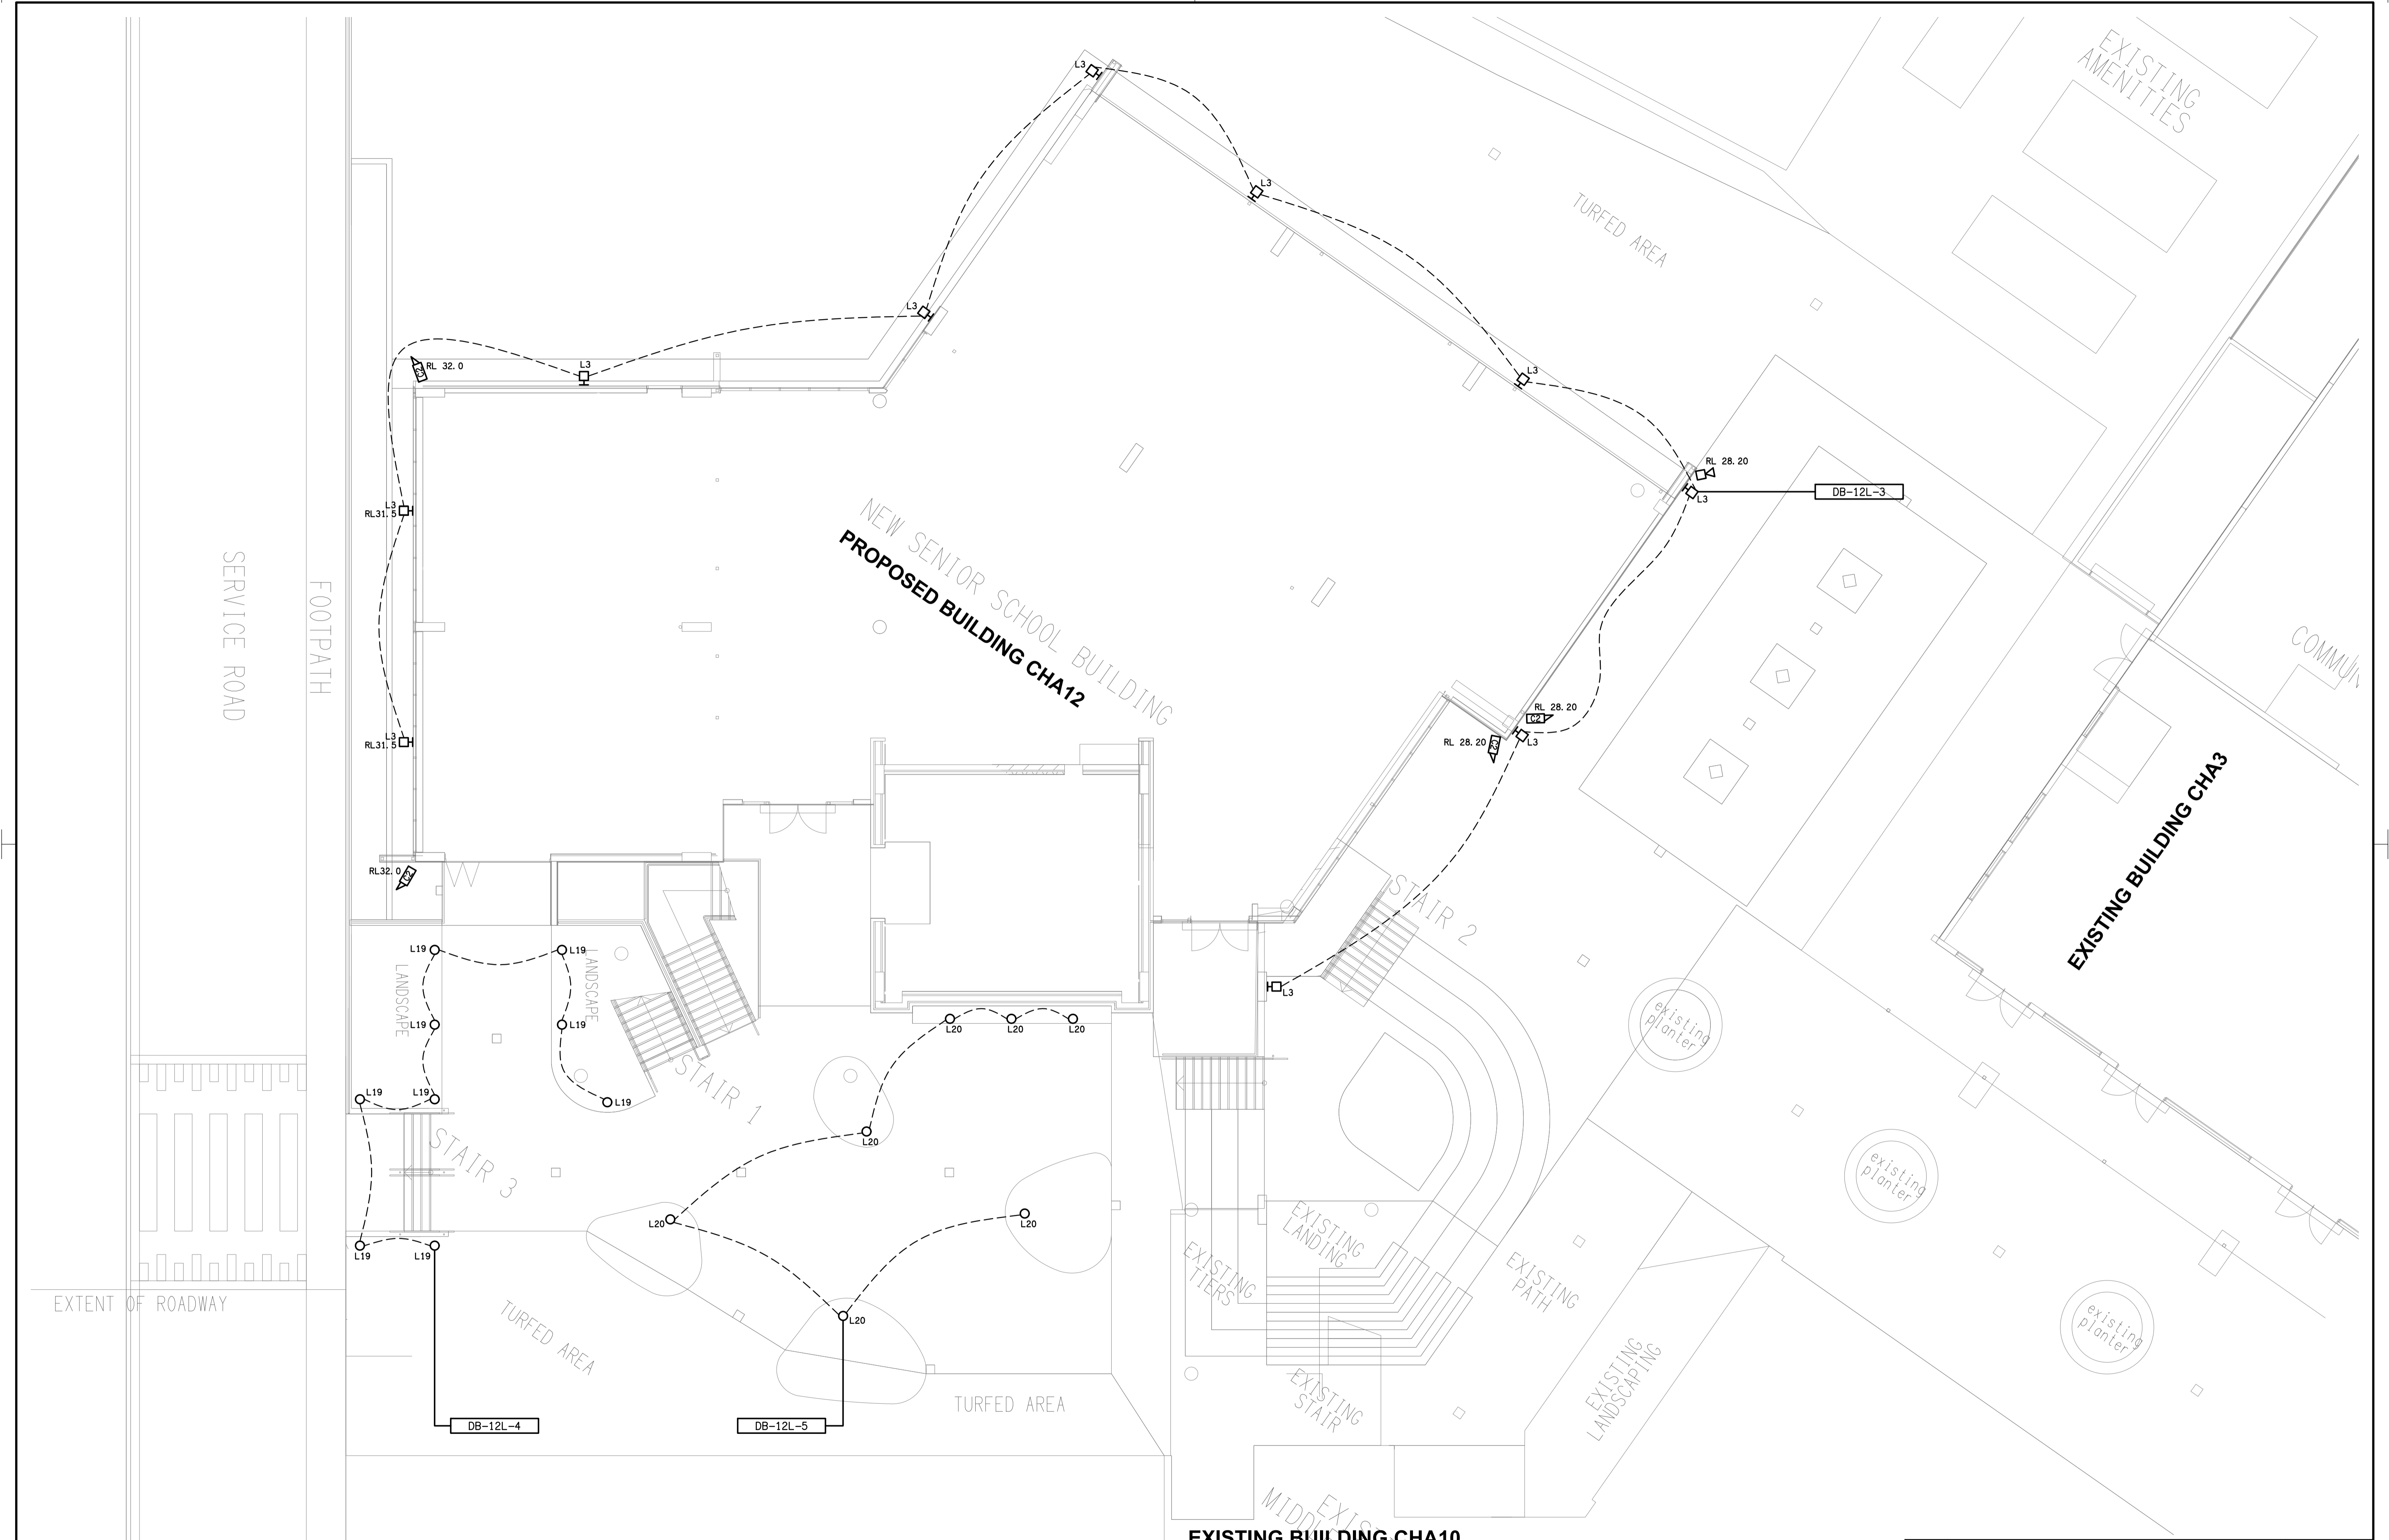 EXISTING
AMENITIES
L3
L3
TURFED AREA
L3
RL 32.0
C2
L3
L3
RL 28.20
DB-12L-3
L3
L3
RL31.5
NEW SENIOR SCHOOL BUILDING
PROPOSED BUILDING CHA12
SERVICE ROAD
FOOTPATH
RL 28.20
C2
RL 28.20
C2
L3
L3
RL31.5
EXISTING BUILDING CHA3
RL32.0
C2
STAIR 2
L19
L19
LANDSCAPE
LANDSCAPE
L3
L19
L19
L20
L20
L20
existing
planter
STAIR 1
L19
L19
L19
L20
STAIR 3
existing
planter
L20
L20
EXISTING
LANDING
L19
L19
EXISTING
TIERS
EXISTING
PATH
EXTENT OF ROADWAY
TURFED AREA
L20
existing
planter
EXISTING
LANDSCAPING
EXISTING
STAIR
TURFED AREA
DB-12L-4
DB-12L-5
EXISTING BUILDING CHA10